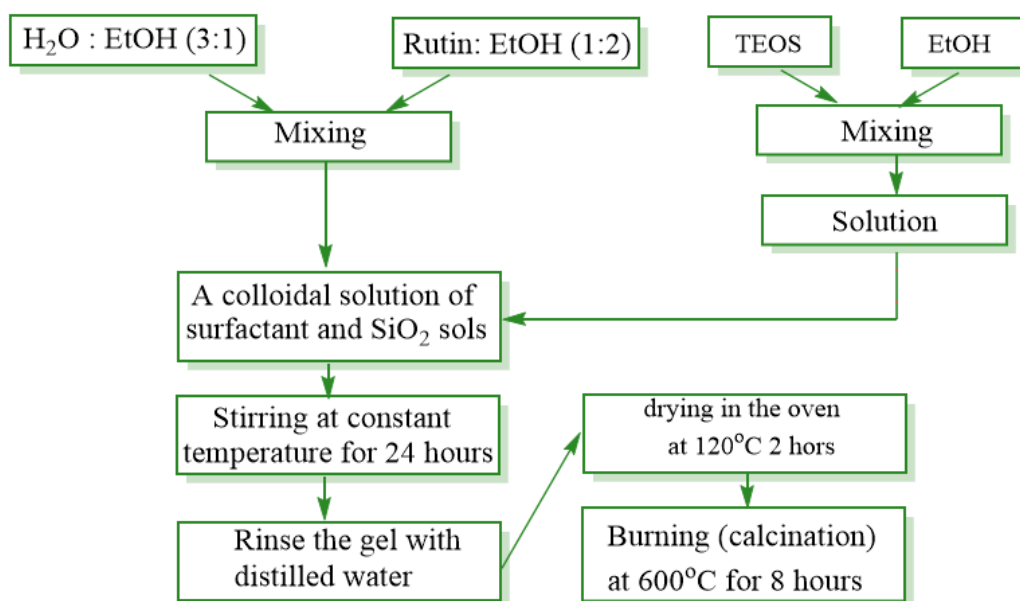 H₂O : EtOH (3:1)
Rutin: EtOH (1:2)
TEOS
EtOH
Mixing
Mixing
Solution
A colloidal solution of
surfactant and SiO₂ sols
Stirring at constant
temperature for 24 hours
Rinse the gel with
distilled water
drying in the oven
at 120°C 2 hors
Burning (calcination)
at 600°C for 8 hours